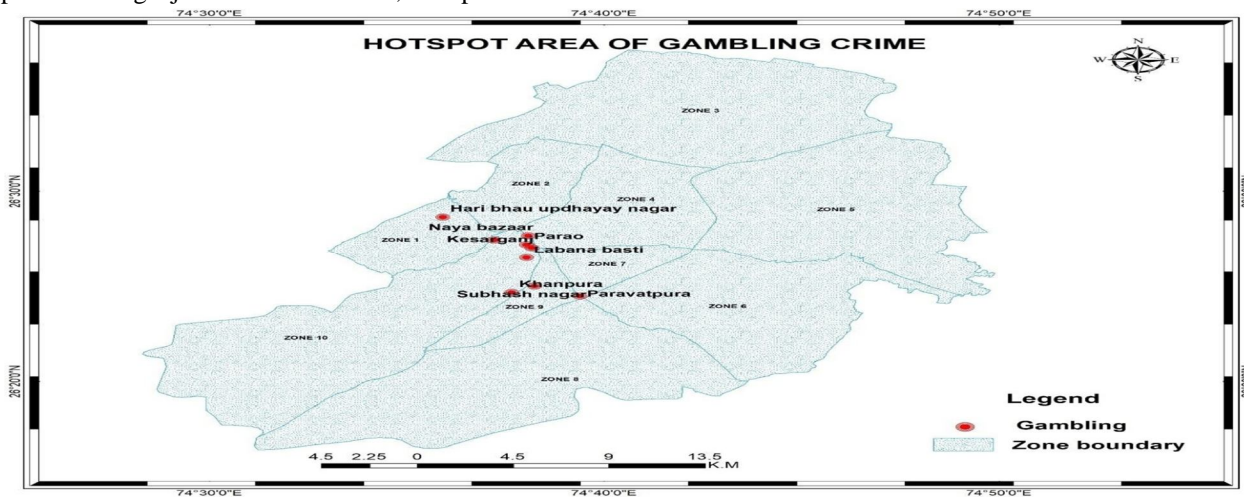 74°30'0"E 74°40'0"E 74°50'0"E
HOTSPOT AREA OF GAMBLING CRIME
N
W E
S
ZONE 3
ZONE 2
26°30'0"N
ZONE 4
Hari bhau updhayay nagar
ZONE 5
Naya bazaar
Parao
ZONE 1
Kesarganj
Labana basti
ZONE 7
Khanpura
Subhash nagar Paravatpura
ZONE 9
ZONE 6
ZONE 10
26°20'0"N
ZONE 8
Legend
Gambling
Zone boundary
4.5 2.25 0 4.5 9 13.5
K.M
74°30'0"E 74°40'0"E 74°50'0"E